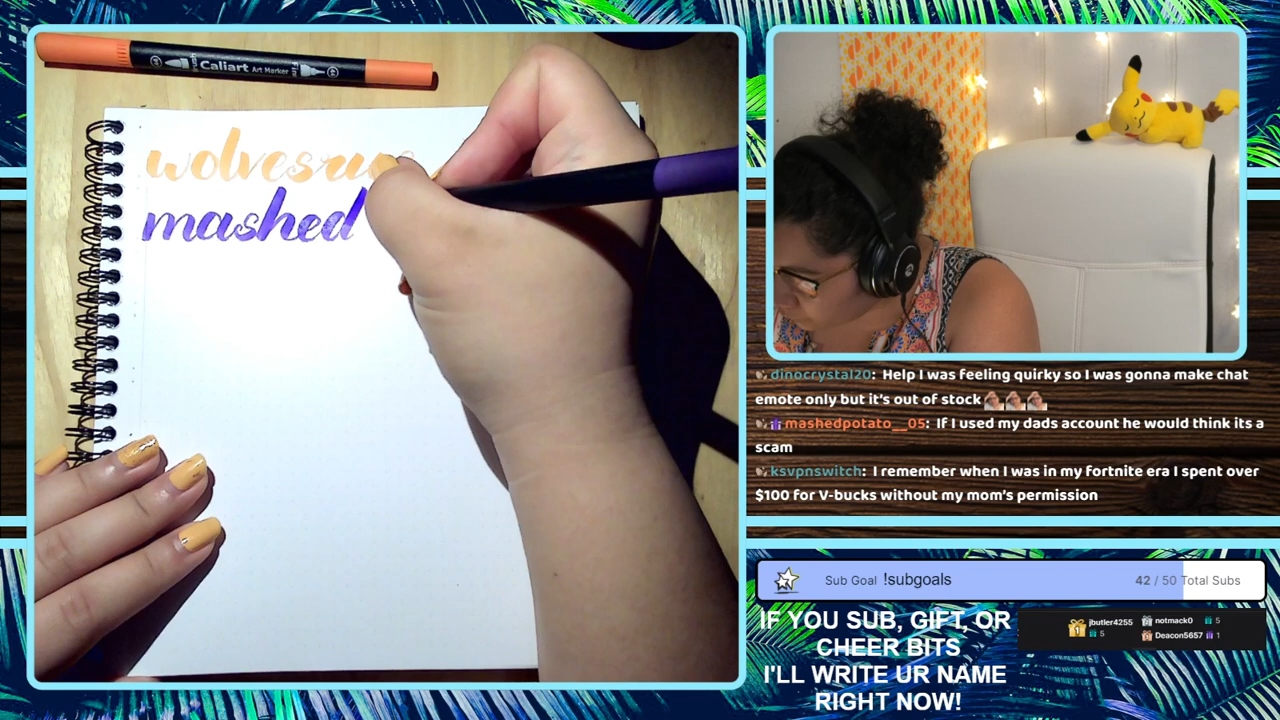 Caliart Art Marker
wolvesru
mashed
dinocrystal20: Help I was feeling quirky so I was gonna make chat
emote only but it's out of stock
mashedpotato__05: If I used my dads account he would think its a
scam
ksvpnswitch: I remember when I was in my fortnite era I spent over
$100 for V-bucks without my mom's permission
Sub Goal !subgoals 42 / 50 Total Subs
IF YOU SUB, GIFT, OR
CHEER BITS
I'LL WRITE UR NAME
RIGHT NOW!
1 jbutler4255 5
notmack0 5
Deacon5657 1